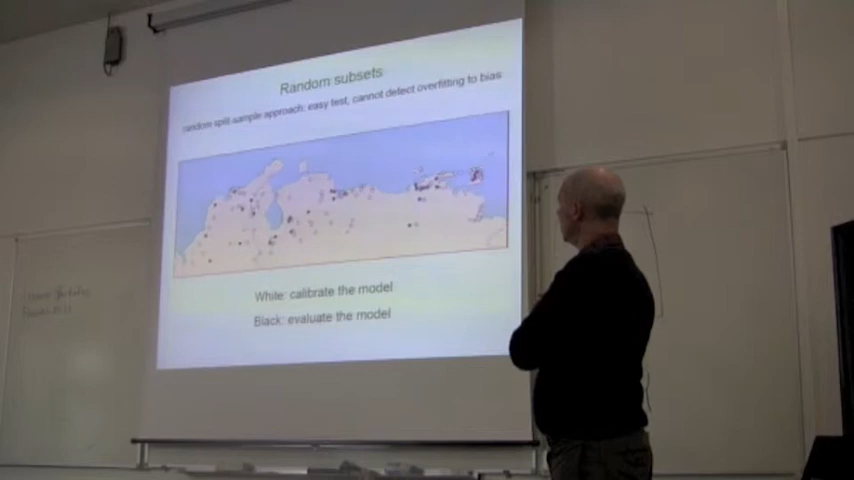 Random subsets
random split-sample approach: easy test, cannot detect overfitting to bias
White: calibrate the model
Black: evaluate the model